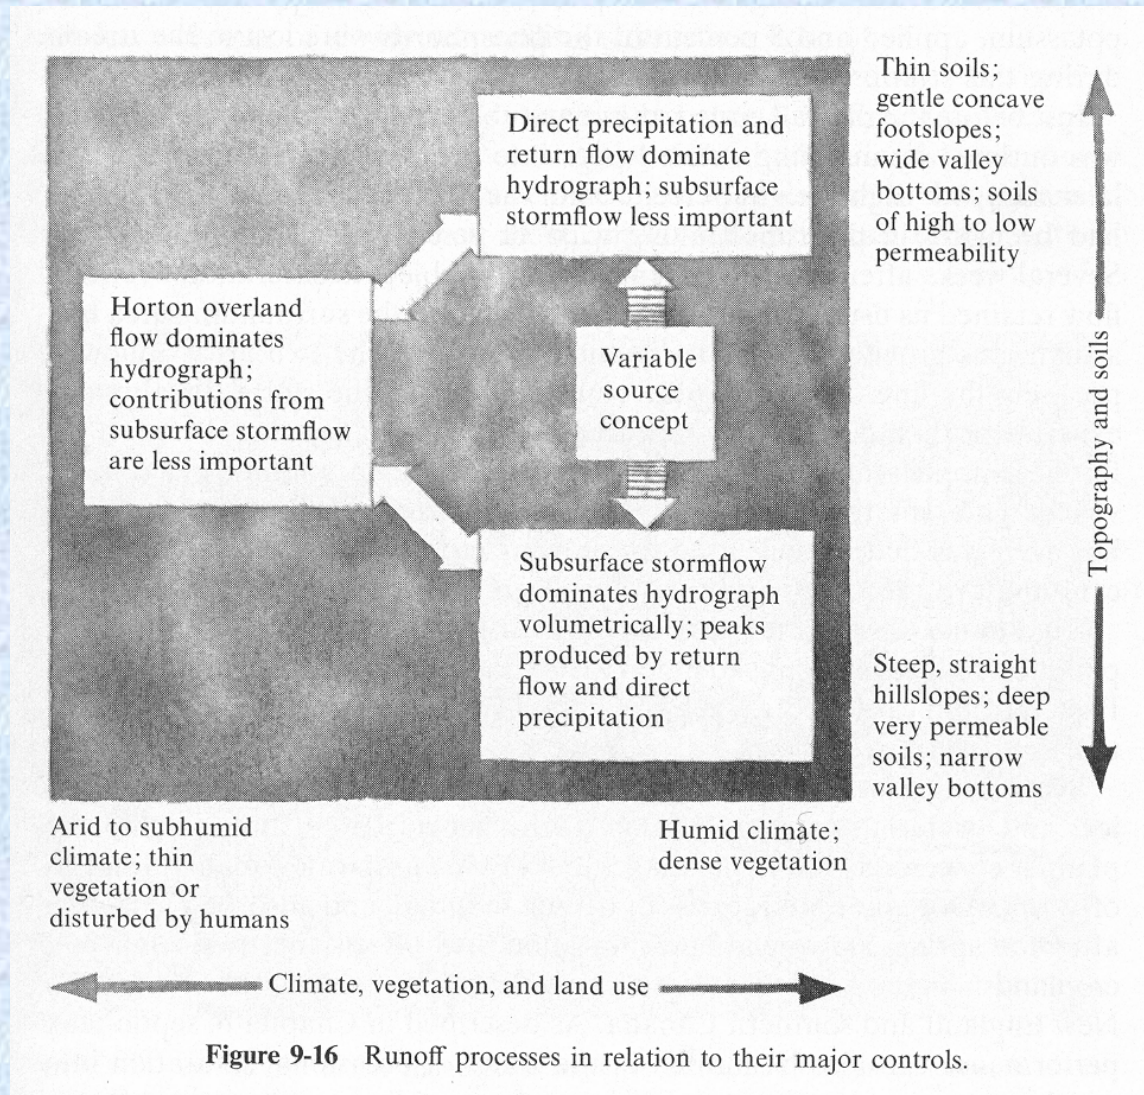 Thin soils;
gentle concave
footslopes;
wide valley
bottoms; soils
of high to low
permeability
Direct precipitation and
return flow dominate
hydrograph; subsurface
stormflow less important
Horton overland
flow dominates
hydrograph;
contributions from
subsurface stormflow
are less important
Variable
source
concept
Topography and soils
Subsurface stormflow
dominates hydrograph
volumetrically; peaks
produced by return
flow and direct
precipitation
Steep, straight
hillslopes; deep
very permeable
soils; narrow
valley bottoms
Arid to subhumid
climate; thin
vegetation or
disturbed by humans
Humid climate;
dense vegetation
Climate, vegetation, and land use
Figure 9-16 Runoff processes in relation to their major controls.